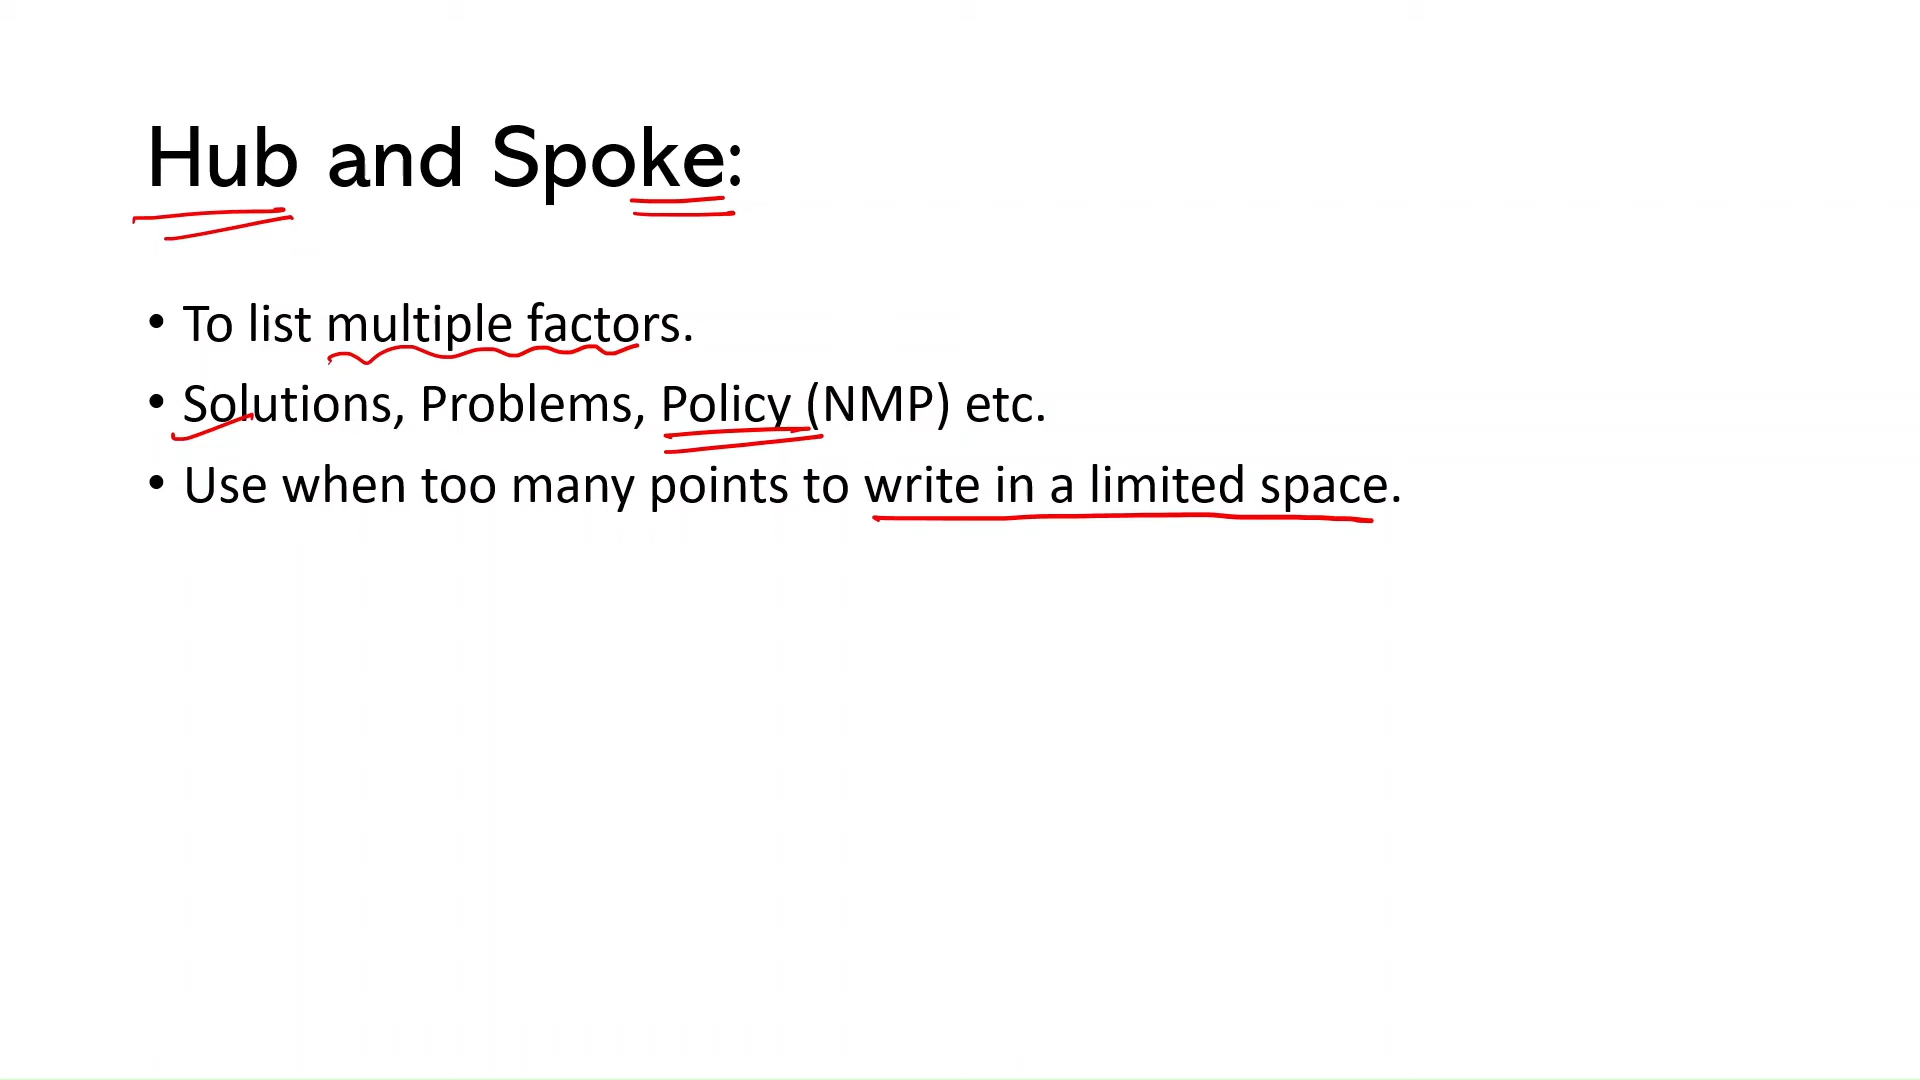 Hub and Spoke:
• To list multiple factors.
• Solutions, Problems, Policy (NMP) etc.
• Use when too many points to write in a limited space.